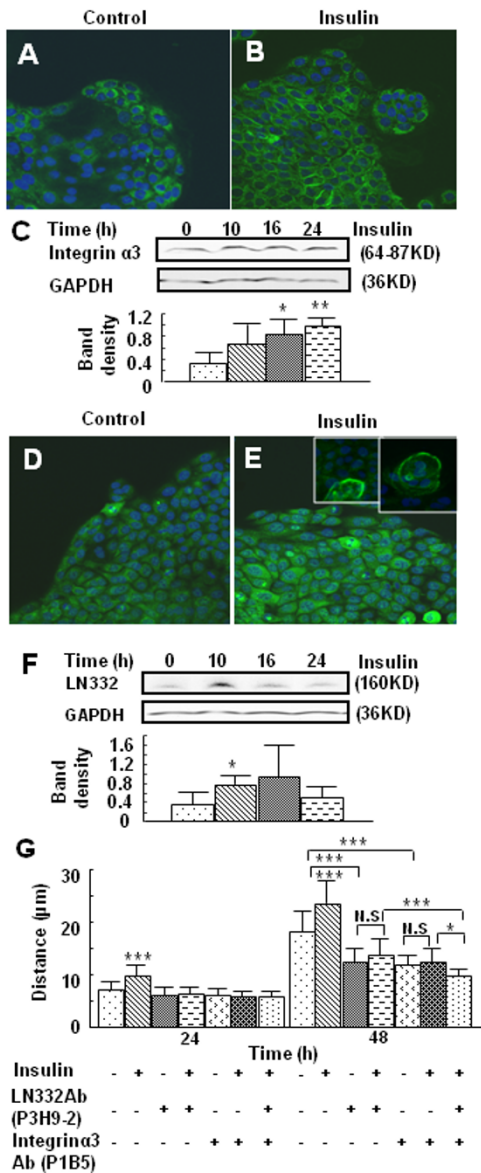 Control Insulin
A B
C Time (h) 0 10 16 24 Insulin
Integrin α3 (64-87KD)
GAPDH (36KD)
* **
Band density
1.2
0.8
0.4
0
Control Insulin
D E
F Time (h) 0 10 16 24 Insulin
LN332 (160KD)
GAPDH (36KD)
*
Band density
1.6
1.2
0.8
0.4
0
G
Distance (µm)
30
20
10
0
***
***
***
***
N.S
***
N.S
*
24 48
Time (h)
Insulin - + - + - + + - + - + - + +
LN332Ab - - + + - - + - - + + - - +
(P3H9-2)
Integrinα3 - - - - + + + - - - - + + +
Ab (P1B5)